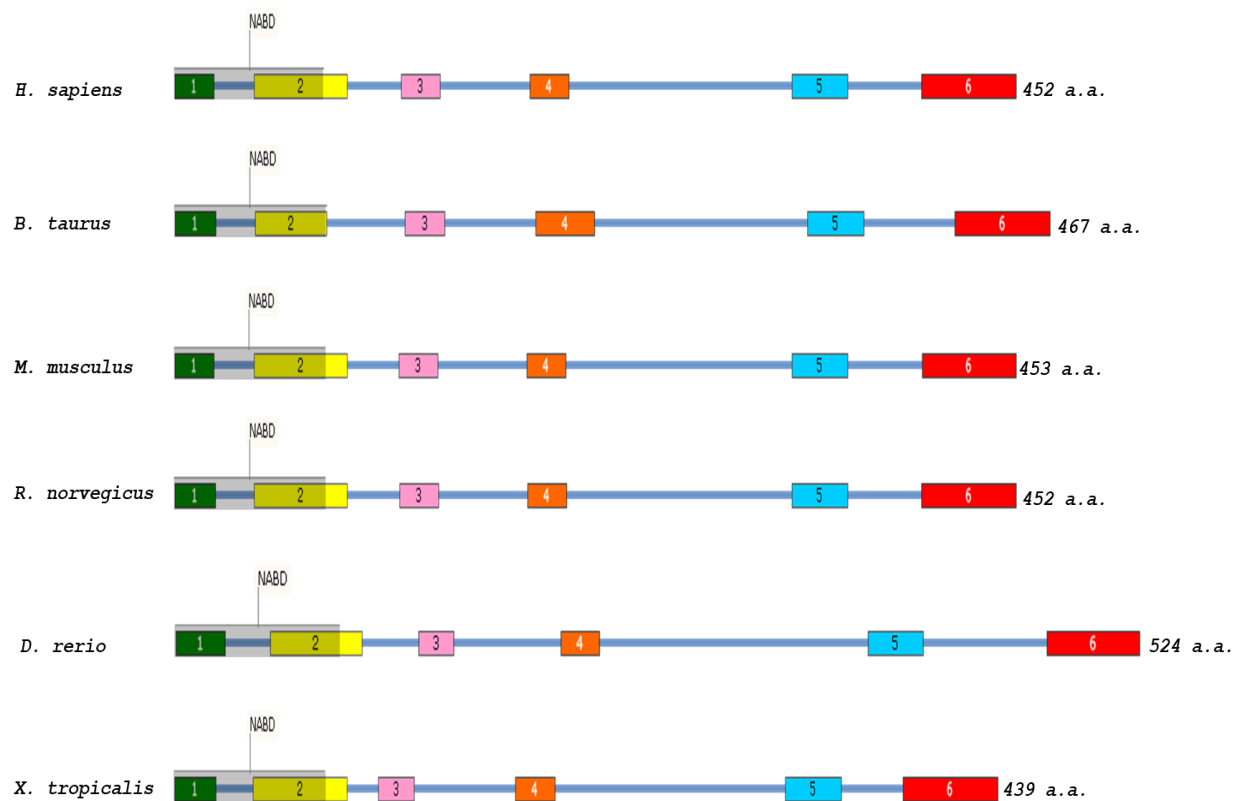 NABD
H. sapiens 1 2 3 4 5 6 452 a.a.
NABD
B. taurus 1 2 3 4 5 6 467 a.a.
NABD
M. musculus 1 2 3 4 5 6 453 a.a.
NABD
R. norvegicus 1 2 3 4 5 6 452 a.a.
NABD
D. rerio 1 2 3 4 5 6 524 a.a.
NABD
X. tropicalis 1 2 3 4 5 6 439 a.a.